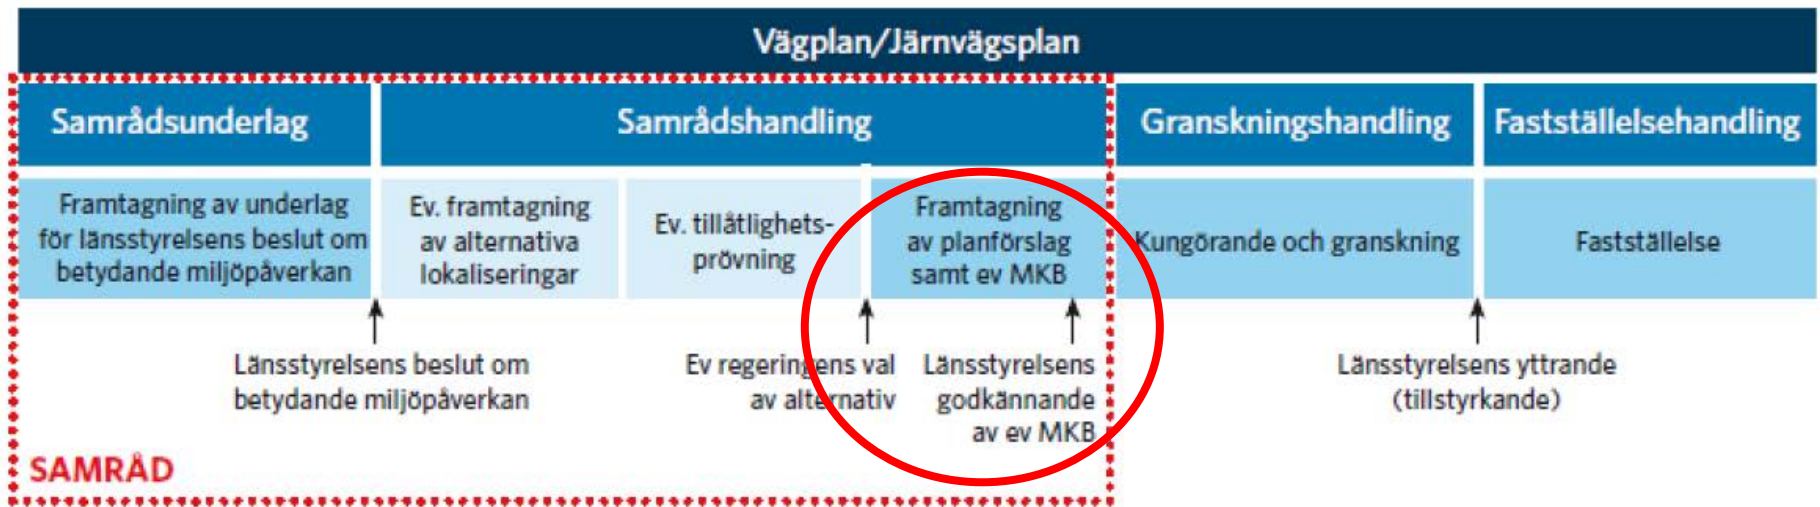 Vägplan/Järnvägsplan
Samrådsunderlag
Samrådshandling
Granskningshandling
Fastställelsehandling
Framtagning av underlag
för länsstyrelsens beslut om
betydande miljöpåverkan
Ev. framtagning
av alternativa
lokaliseringar
Ev. tillåtlighets-
prövning
Framtagning
av planförslag
samt ev MKB
Kungörande och granskning
Fastställelse
Länsstyrelsens beslut om
betydande miljöpåverkan
Ev regeringens val
av alternativ
Länsstyrelsens
godkännande
av ev MKB
Länsstyrelsens yttrande
(tillstyrkande)
SAMRÅD